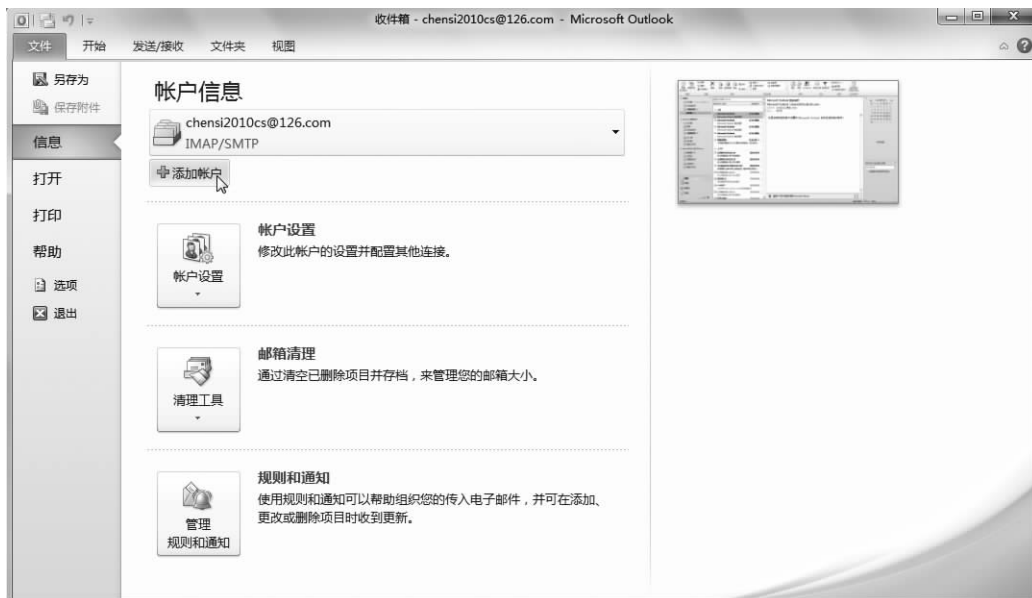 收件箱 - chensi2010cs@126.com - Microsoft Outlook
文件 开始 发送/接收 文件夹 视图
另存为
保存附件
信息
打开
打印
帮助
选项
退出
帐户信息
chensi2010cs@126.com
IMAP/SMTP
添加帐户
帐户设置
帐户设置
修改此帐户的设置并配置其他连接。
清理工具
邮箱清理
通过清空已删除项目并存档，来管理您的邮箱大小。
管理
规则和通知
规则和通知
使用规则和通知可以帮助组织您的传入电子邮件，并可在添加、
更改或删除项目时收到更新。